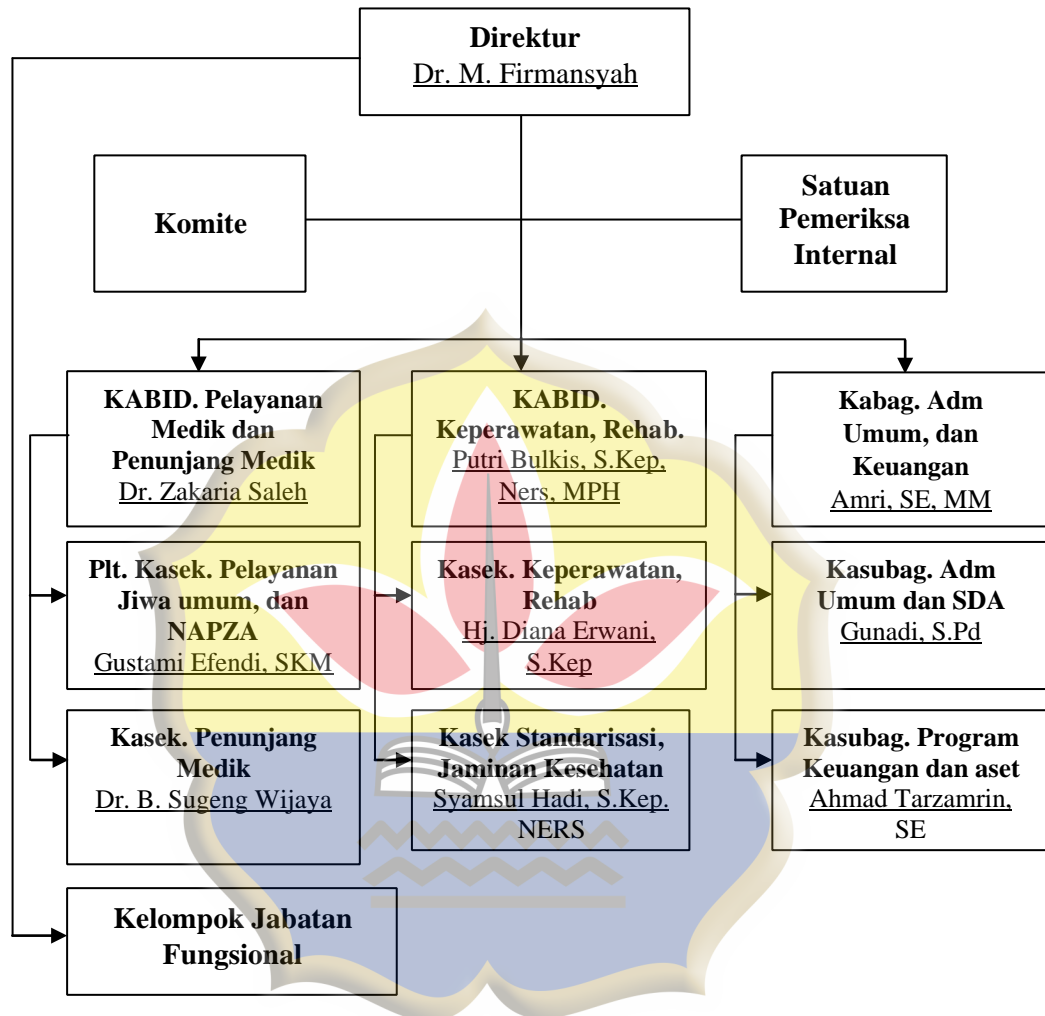 Direktur
Dr. M. Firmansyah
Komite
Satuan
Pemeriksa
Internal
KABID. Pelayanan
Medik dan
Penunjang Medik
Dr. Zakaria Saleh
KABID.
Keperawatan, Rehab.
Putri Bulkis, S.Kep,
Ners, MPH
Kabag. Adm
Umum, dan
Keuangan
Amri, SE, MM
Plt. Kasek. Pelayanan
Jiwa umum, dan
NAPZA
Gustami Efendi, SKM
Kasek. Keperawatan,
Rehab
Hj. Diana Erwani,
S.Kep
Kasubag. Adm
Umum dan SDA
Gunadi, S.Pd
Kasek. Penunjang
Medik
Dr. B. Sugeng Wijaya
Kasek Standarisasi,
Jaminan Kesehatan
Syamsul Hadi, S.Kep.
NERS
Kasubag. Program
Keuangan dan aset
Ahmad Tarzamrin,
SE
Kelompok Jabatan
Fungsional